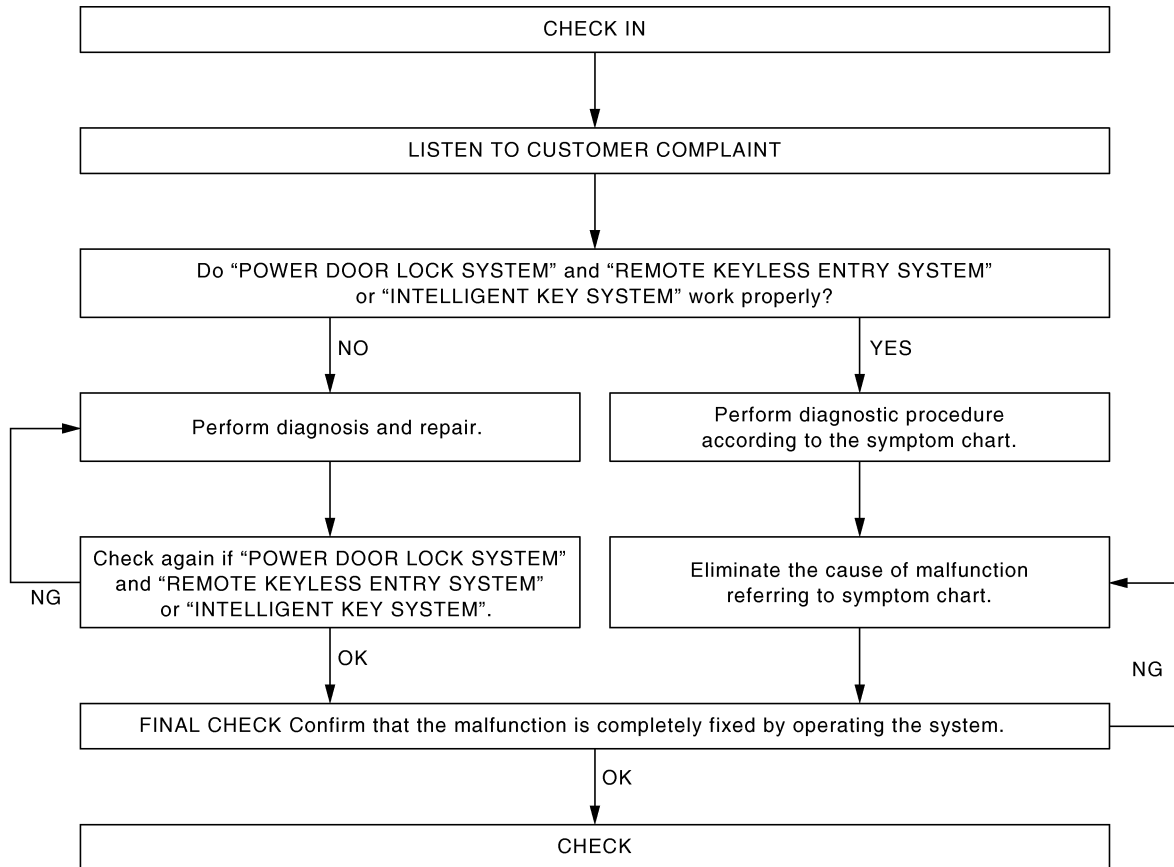 CHECK IN
LISTEN TO CUSTOMER COMPLAINT
Do “POWER DOOR LOCK SYSTEM” and “REMOTE KEYLESS ENTRY SYSTEM”
or “INTELLIGENT KEY SYSTEM” work properly?
NO
YES
Perform diagnosis and repair.
Perform diagnostic procedure
according to the symptom chart.
Check again if “POWER DOOR LOCK SYSTEM”
and “REMOTE KEYLESS ENTRY SYSTEM”
or “INTELLIGENT KEY SYSTEM”.
NG
Eliminate the cause of malfunction
referring to symptom chart.
OK
NG
FINAL CHECK Confirm that the malfunction is completely fixed by operating the system.
OK
CHECK